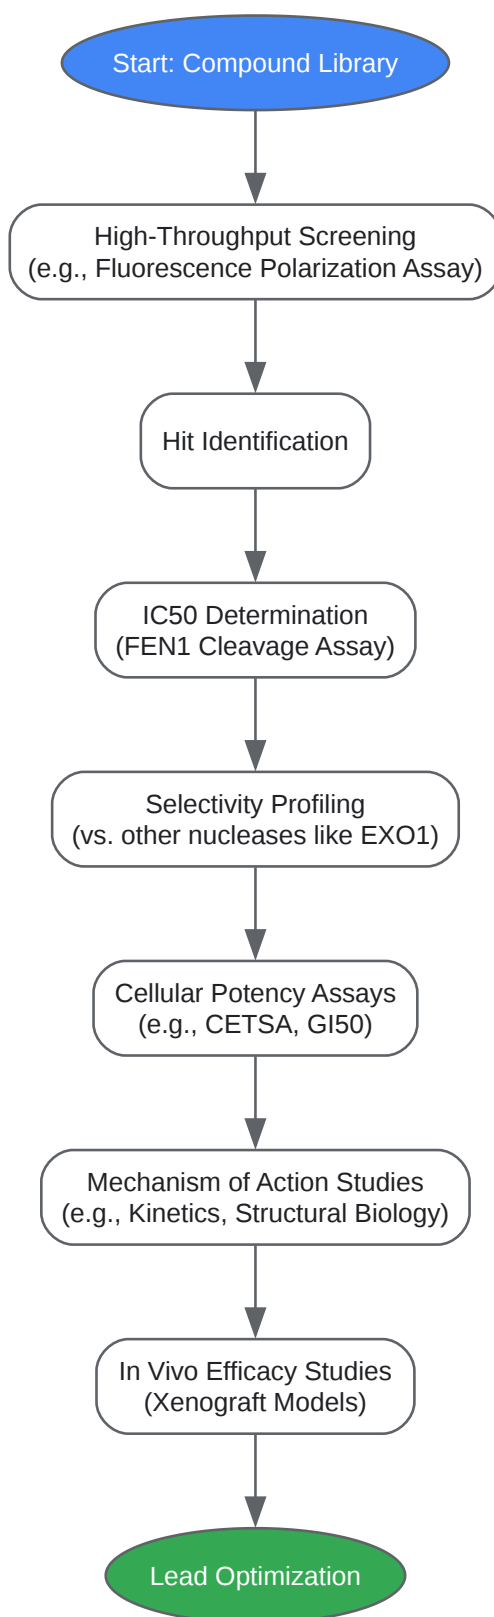 Start: Compound Library
High-Throughput Screening
(e.g., Fluorescence Polarization Assay)
Hit Identification
IC50 Determination
(FEN1 Cleavage Assay)
Selectivity Profiling
(vs. other nucleases like EXO1)
Cellular Potency Assays
(e.g., CETSA, GI50)
Mechanism of Action Studies
(e.g., Kinetics, Structural Biology)
In Vivo Efficacy Studies
(Xenograft Models)
Lead Optimization